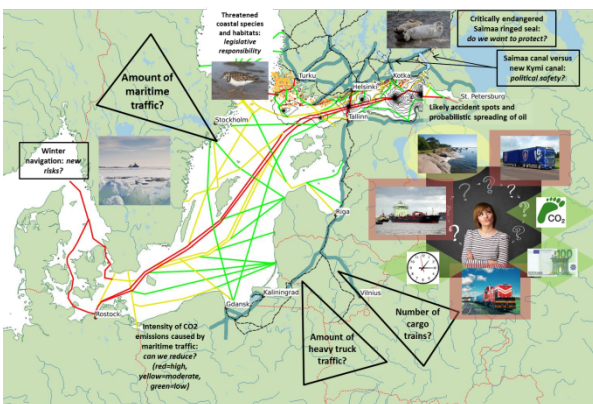 Threatened
coastal species
and habitats:
legislative
responsibility
Critically endangered
Saimaa ringed seal:
do we want to protect?
Saimaa canal versus
new Kymi canal:
political safety?
Amount of
maritime
traffic?
Turku
Helsinki
Kotka
St. Petersburg
Tallinn
Stockholm
Likely accident spots and
probabilistic spreading of oil
Winter
navigation: new
risks?
CO2
100
Riga
Vilnius
Kaliningrad
Gdansk
Rostock
Intensity of CO2
emissions caused by
maritime traffic:
can we reduce?
(red=high,
yellow=moderate,
green=low)
Amount of
heavy truck
traffic?
Number of
cargo
trains?